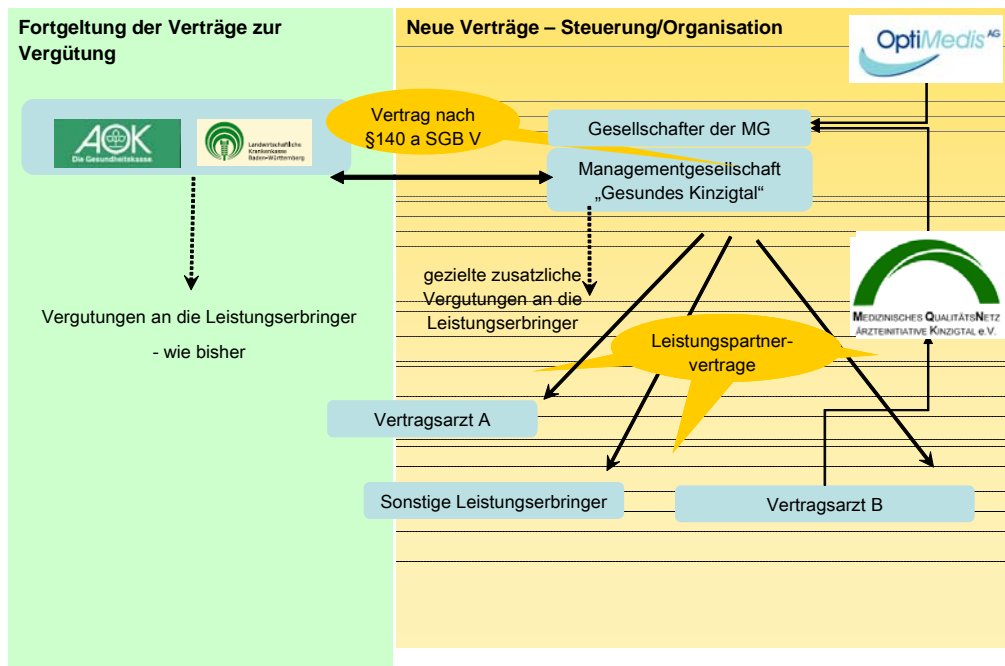 Fortgeltung der Verträge zur
Vergütung
Neue Verträge – Steuerung/Organisation
OptiMedis AG
AOK
Die Gesundheitskasse
Landwirtschaftliche
Krankenkasse
Baden-Württemberg
Vertrag nach
§140 a SGB V
Gesellschafter der MG
Managementgesellschaft
„Gesundes Kinzigtal“
gezielte zusatzliche
Vergutungen an die
Leistungserbringer
Vergutungen an die Leistungserbringer
- wie bisher
MEDIZINISCHES QUALITÄTSNETZ
ÄRZTEINITIATIVE KINZIGTAL e.V.
Leistungspartner-
vertrage
Vertragsarzt A
Sonstige Leistungserbringer
Vertragsarzt B